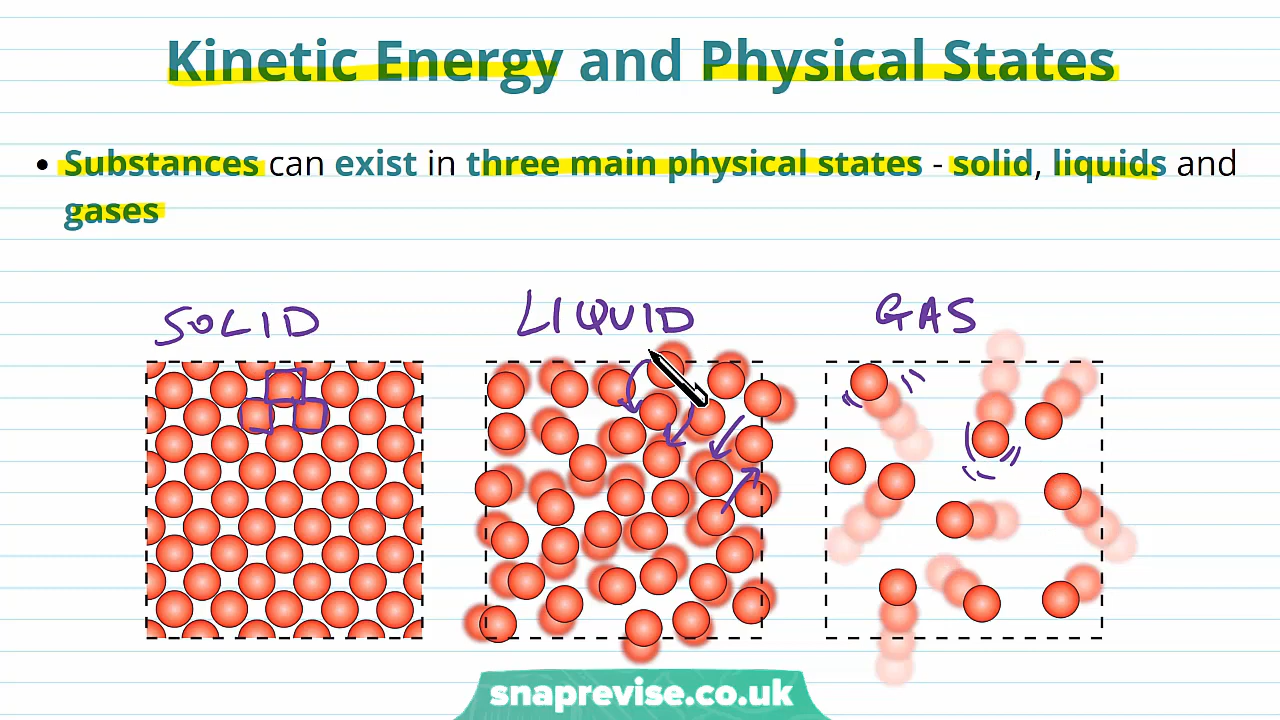 Kinetic Energy and Physical States
• Substances can exist in three main physical states - solid, liquids and
gases
SOLID LIQUID GAS
snaprevise.co.uk